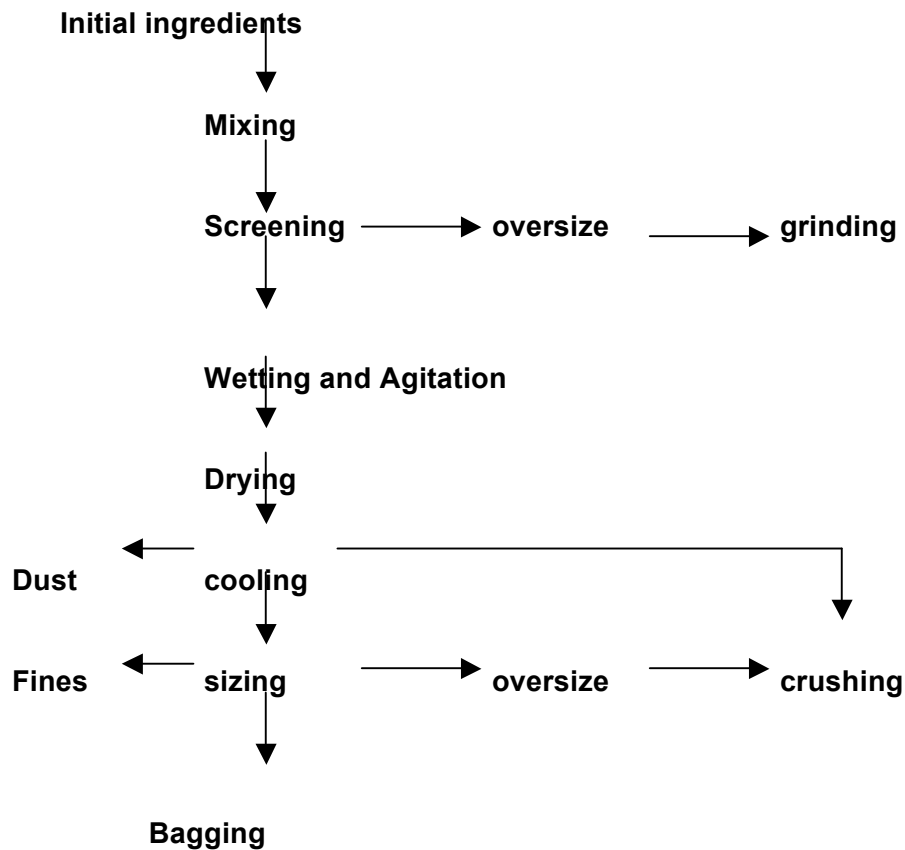 Initial ingredients
Mixing
Screening oversize grinding
Wetting and Agitation
Drying
Dust cooling
Fines sizing oversize crushing
Bagging